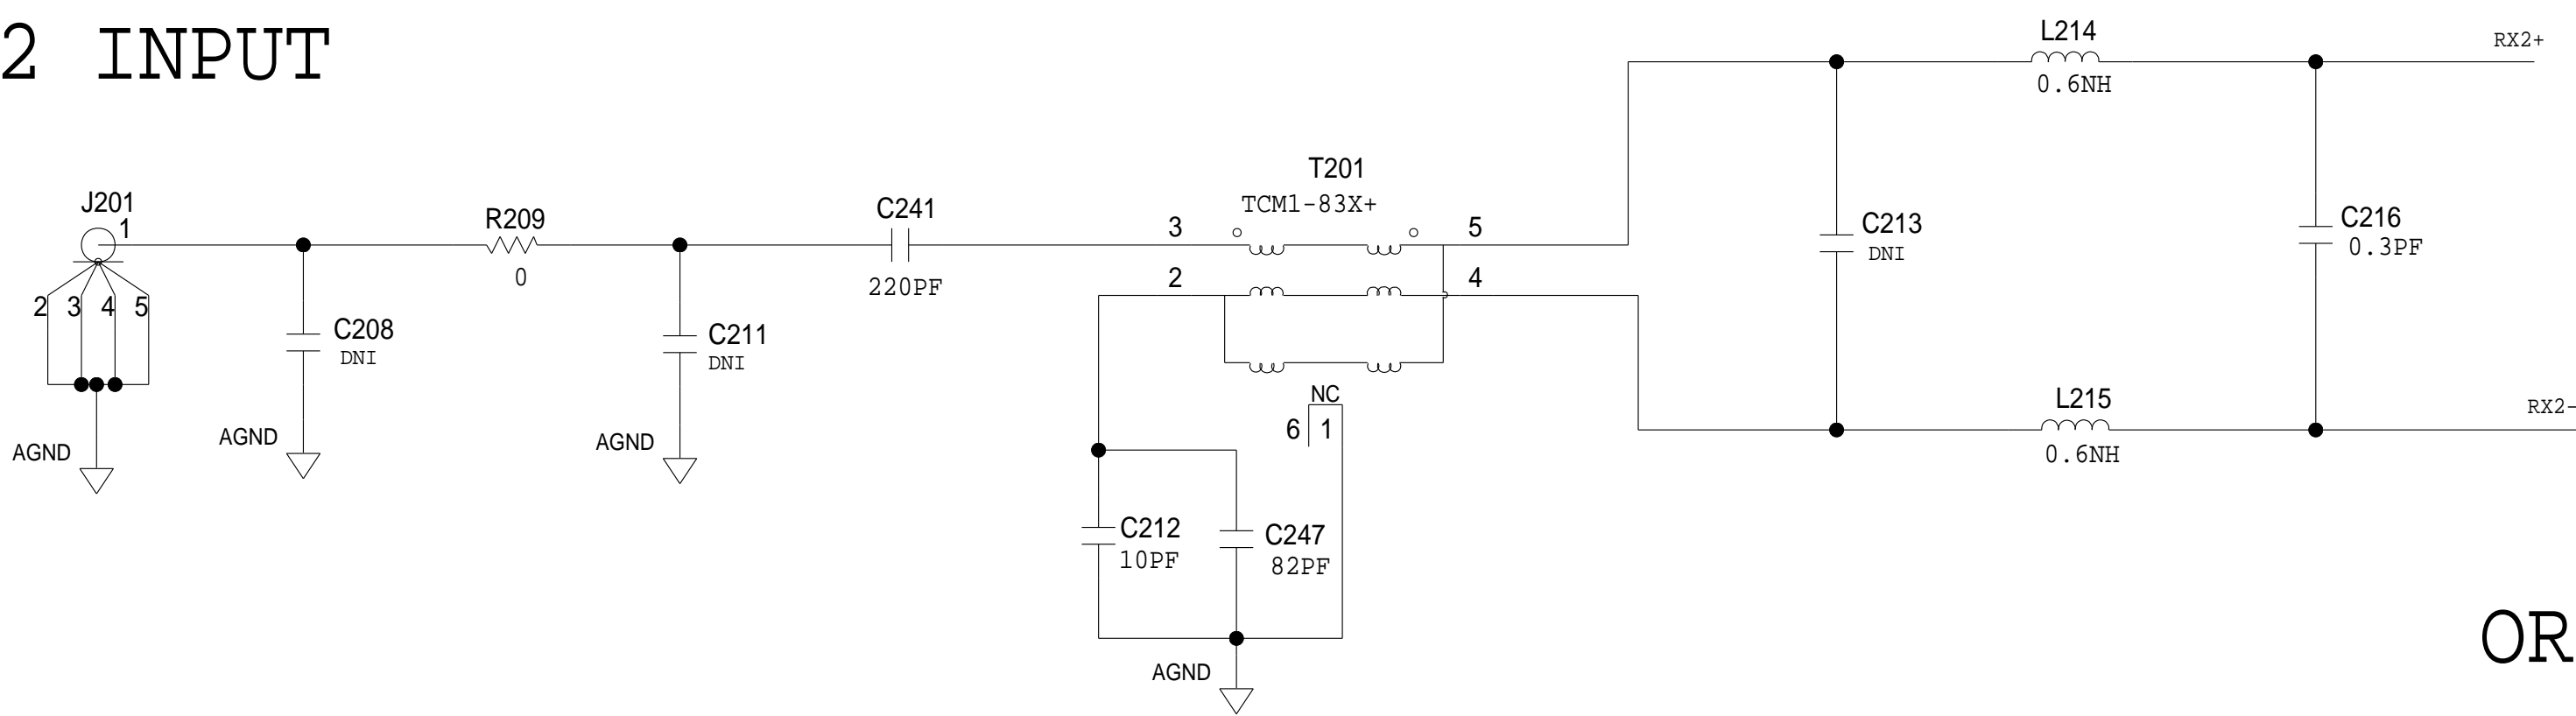 2 INPUT
L214
0.6NH
RX2+
J201
1
2
3
4
5
AGND
C208
DNI
AGND
R209
0
C211
DNI
AGND
C241
220PF
T201
TCM1-83X+
3
5
2
4
NC
6
1
C212
10PF
C247
82PF
AGND
C213
DNI
C216
0.3PF
L215
0.6NH
RX2-
OR